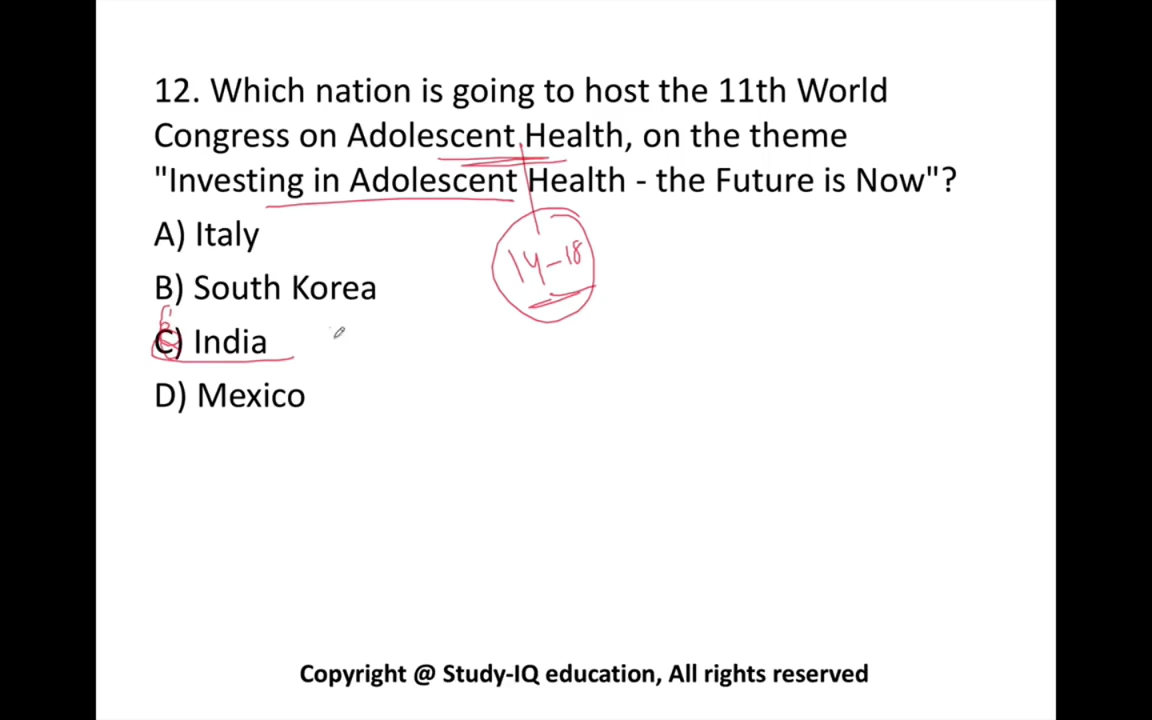 12. Which nation is going to host the 11th World
Congress on Adolescent Health, on the theme
"Investing in Adolescent Health - the Future is Now"?
A) Italy
B) South Korea
14-18
C) India
D) Mexico
Copyright @ Study-IQ education, All rights reserved